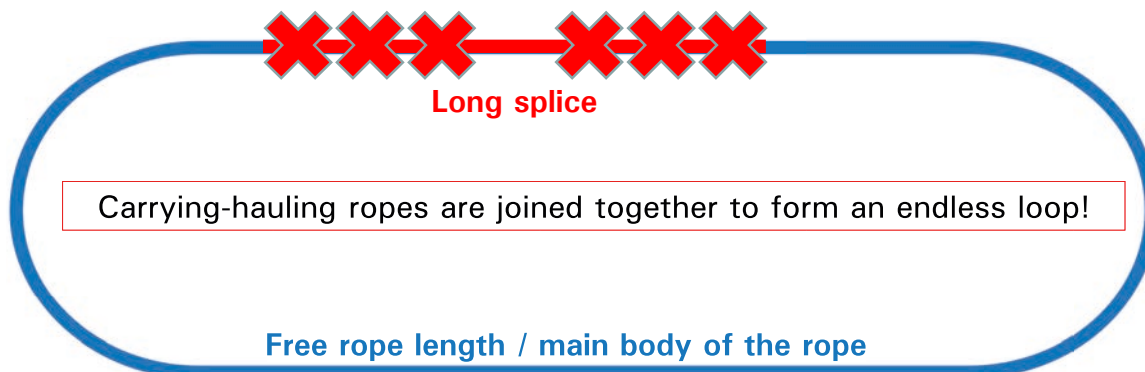 Long splice
Carrying-hauling ropes are joined together to form an endless loop!
Free rope length / main body of the rope